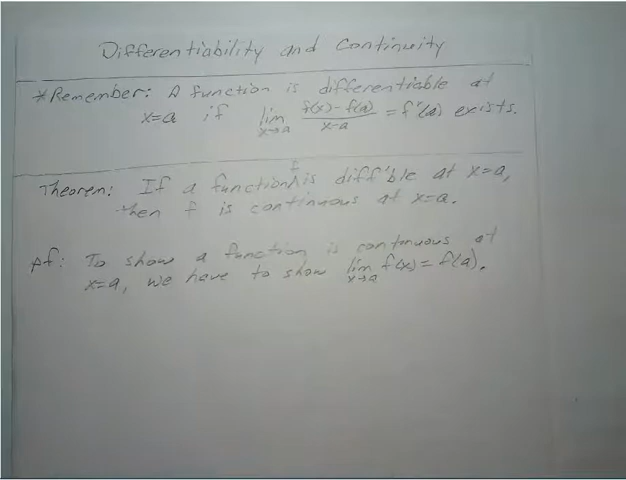 Differentiability and Continuity
*Remember: A function is differentiable at
x=a if lim x→a f(x)-f(a)/x-a = f'(a) exists.
Theorem: If a function f is diff'ble at x=a,
then f is continuous at x=a.
pf: To show a function is continuous at
x=a, we have to show lim x→a f(x)=f(a).